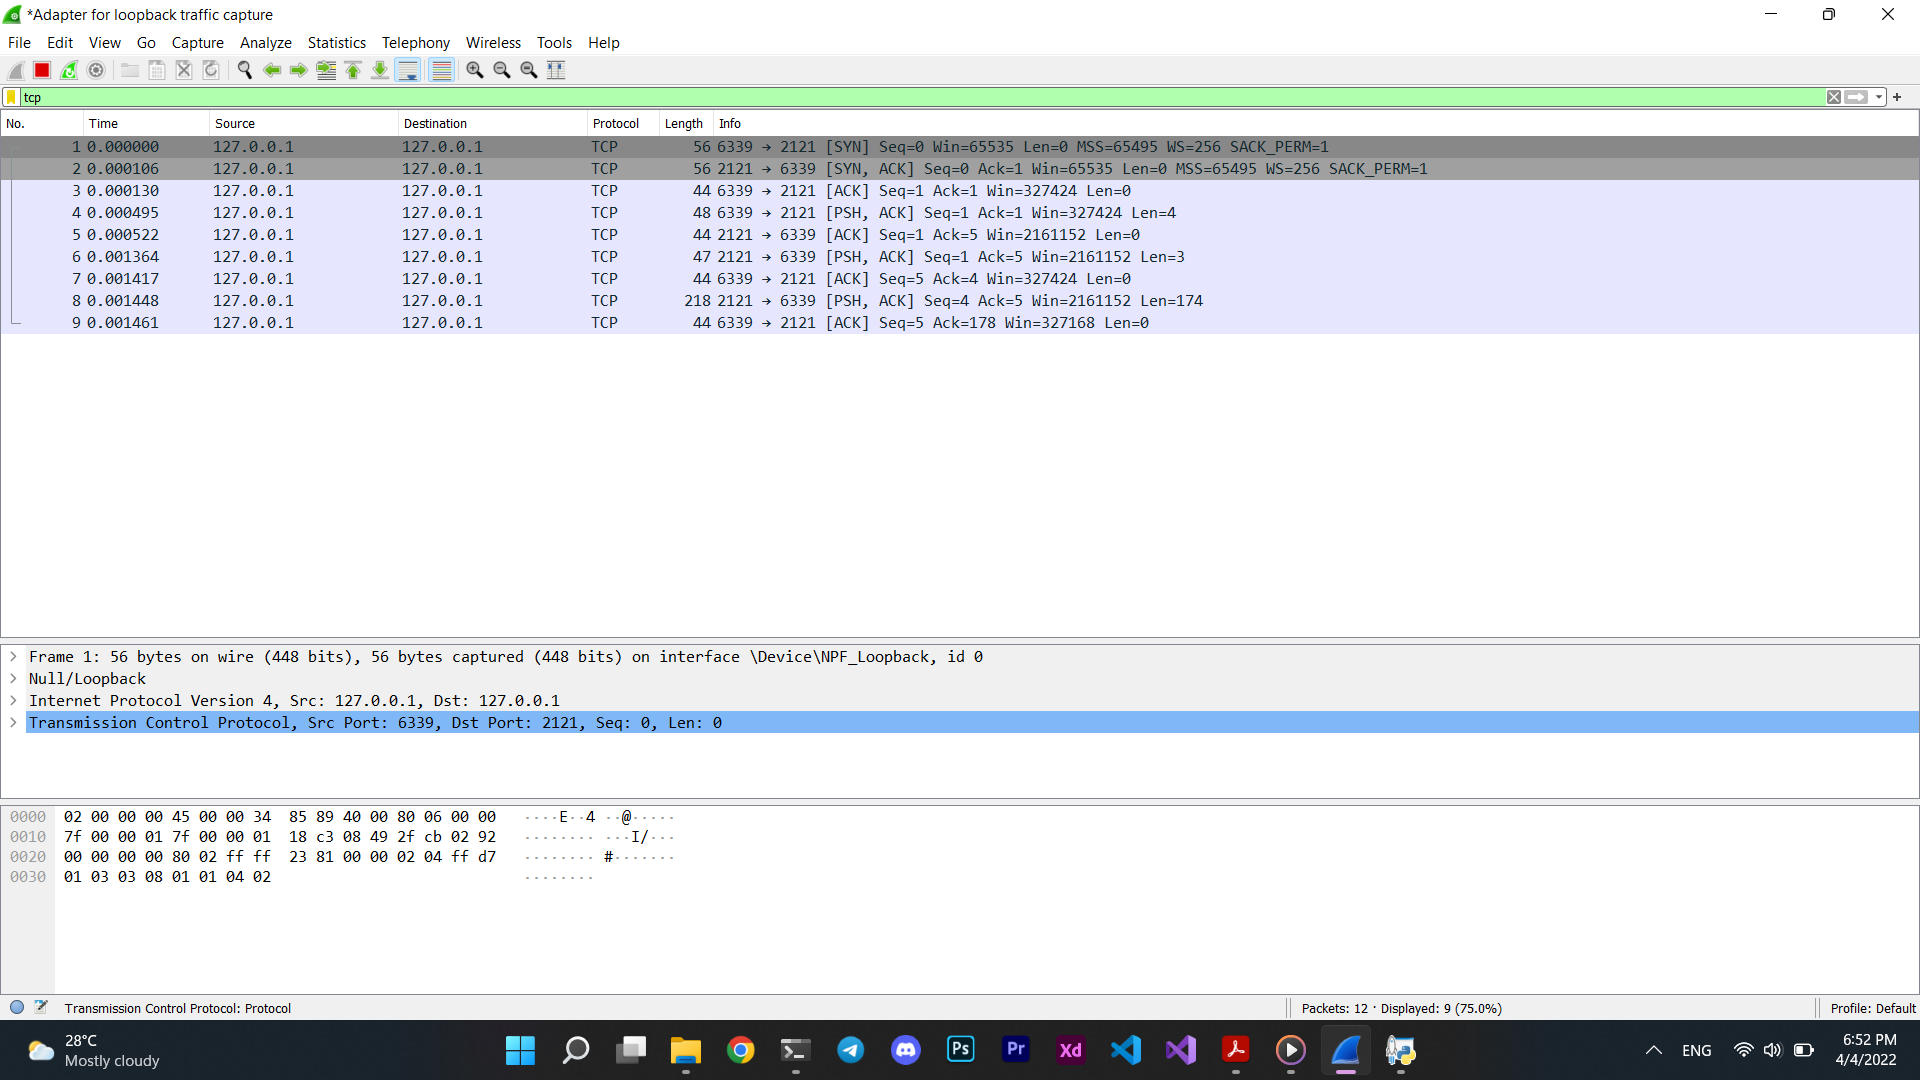 *Adapter for loopback traffic capture
File Edit View Go Capture Analyze Statistics Telephony Wireless Tools Help
tcp
No. Time Source Destination Protocol Length Info
1 0.000000 127.0.0.1 127.0.0.1 TCP 56 6339 → 2121 [SYN] Seq=0 Win=65535 Len=0 MSS=65495 WS=256 SACK_PERM=1
2 0.000106 127.0.0.1 127.0.0.1 TCP 56 2121 → 6339 [SYN, ACK] Seq=0 Ack=1 Win=65535 Len=0 MSS=65495 WS=256 SACK_PERM=1
3 0.000130 127.0.0.1 127.0.0.1 TCP 44 6339 → 2121 [ACK] Seq=1 Ack=1 Win=327424 Len=0
4 0.000495 127.0.0.1 127.0.0.1 TCP 48 6339 → 2121 [PSH, ACK] Seq=1 Ack=1 Win=327424 Len=4
5 0.000522 127.0.0.1 127.0.0.1 TCP 44 2121 → 6339 [ACK] Seq=1 Ack=5 Win=2161152 Len=0
6 0.001364 127.0.0.1 127.0.0.1 TCP 47 2121 → 6339 [PSH, ACK] Seq=1 Ack=5 Win=2161152 Len=3
7 0.001417 127.0.0.1 127.0.0.1 TCP 44 6339 → 2121 [ACK] Seq=5 Ack=4 Win=327424 Len=0
8 0.001448 127.0.0.1 127.0.0.1 TCP 218 2121 → 6339 [PSH, ACK] Seq=4 Ack=5 Win=2161152 Len=174
9 0.001461 127.0.0.1 127.0.0.1 TCP 44 6339 → 2121 [ACK] Seq=5 Ack=178 Win=327168 Len=0
Frame 1: 56 bytes on wire (448 bits), 56 bytes captured (448 bits) on interface \Device\NPF_Loopback, id 0
Null/Loopback
Internet Protocol Version 4, Src: 127.0.0.1, Dst: 127.0.0.1
Transmission Control Protocol, Src Port: 6339, Dst Port: 2121, Seq: 0, Len: 0
0000 02 00 00 00 45 00 00 34 85 89 40 00 80 06 00 00 ····E··4 ··@·····
0010 7f 00 00 01 7f 00 00 01 18 c3 08 49 2f cb 02 92 ········ ···I/···
0020 00 00 00 00 80 02 ff ff 23 81 00 00 02 04 ff d7 ········ #·······
0030 01 03 03 08 01 01 04 02 ········
Transmission Control Protocol: Protocol Packets: 12 · Displayed: 9 (75.0%) Profile: Default
28°C
Mostly cloudy
Ps Pr Xd
ENG
6:52 PM
4/4/2022